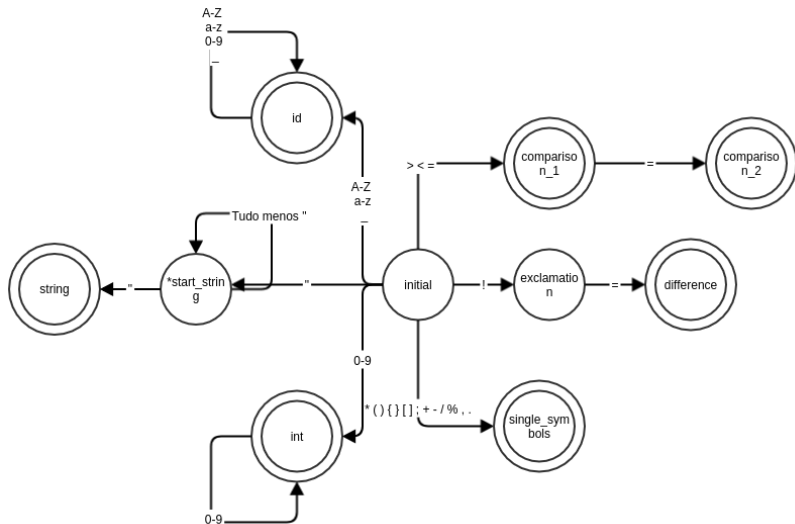 A-Z
a-z
0-9
_
id
> < =
compariso
n_1
=
compariso
n_2
A-Z
a-z
_
Tudo menos "
string
"
*start_strin
g
"
initial
!
exclamatio
n
=
difference
0-9
* ( ) { } [ ] ; + - / % , .
int
single_sym
bols
0-9